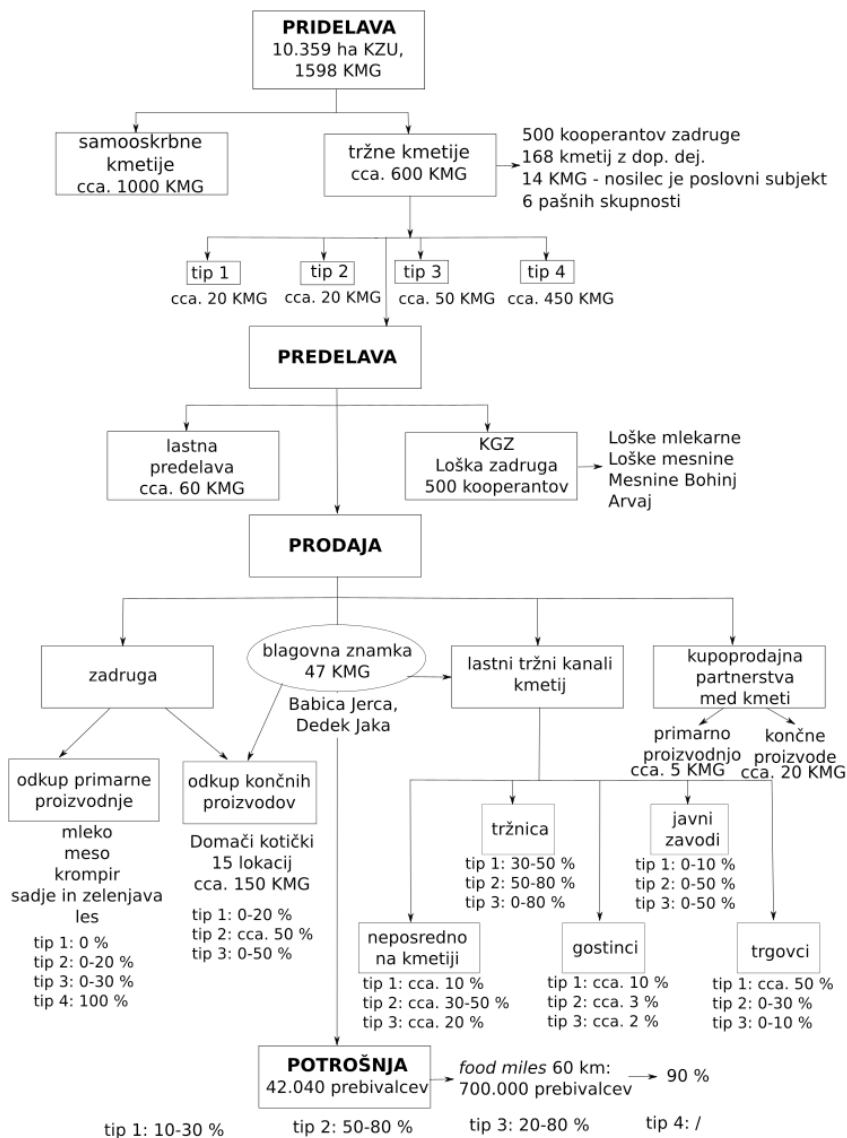 PRIDELAVA
10.359 ha KZU,
1598 KMG
samooskrbne
kmetije
cca. 1000 KMG
tržne kmetije
cca. 600 KMG
500 kooperantov zadruge
168 kmetij z dop. dej.
14 KMG - nosilec je poslovni subjekt
6 pašnih skupnosti
tip 1
cca. 20 KMG
tip 2
cca. 20 KMG
tip 3
cca. 50 KMG
tip 4
cca. 450 KMG
PREDELAVA
lastna
predelava
cca. 60 KMG
KGZ
Loška zadruga
500 kooperantov
Loške mlekarne
Loške mesnine
Mesnine Bohinj
Arvaj
PRODAJA
zadruga
blagovna znamka
47 KMG
Babica Jerca,
Dedek Jaka
lastni tržni kanali
kmetij
kupoprodajna
partnerstva
med kmeti
primarno
proizvodnjo
cca. 5 KMG
končne
proizvode
cca. 20 KMG
odkup primarne
proizvodnje
mleko
meso
krompir
sadje in zelenjava
les
tip 1: 0 %
tip 2: 0-20 %
tip 3: 0-30 %
tip 4: 100 %
odkup končnih
proizvodov
Domači kotički
15 lokacij
cca. 150 KMG
tip 1: 0-20 %
tip 2: cca. 50 %
tip 3: 0-50 %
tržnica
tip 1: 30-50 %
tip 2: 50-80 %
tip 3: 0-80 %
javni
zavodi
tip 1: 0-10 %
tip 2: 0-50 %
tip 3: 0-50 %
neposredno
na kmetiji
tip 1: cca. 10 %
tip 2: cca. 30-50 %
tip 3: cca. 20 %
gostinci
tip 1: cca. 10 %
tip 2: cca. 3 %
tip 3: cca. 2 %
trgovci
tip 1: cca. 50 %
tip 2: 0-30 %
tip 3: 0-10 %
POTROŠNJA
42.040 prebivalcev
food miles 60 km:
700.000 prebivalcev
90 %
tip 1: 10-30 %
tip 2: 50-80 %
tip 3: 20-80 %
tip 4: /